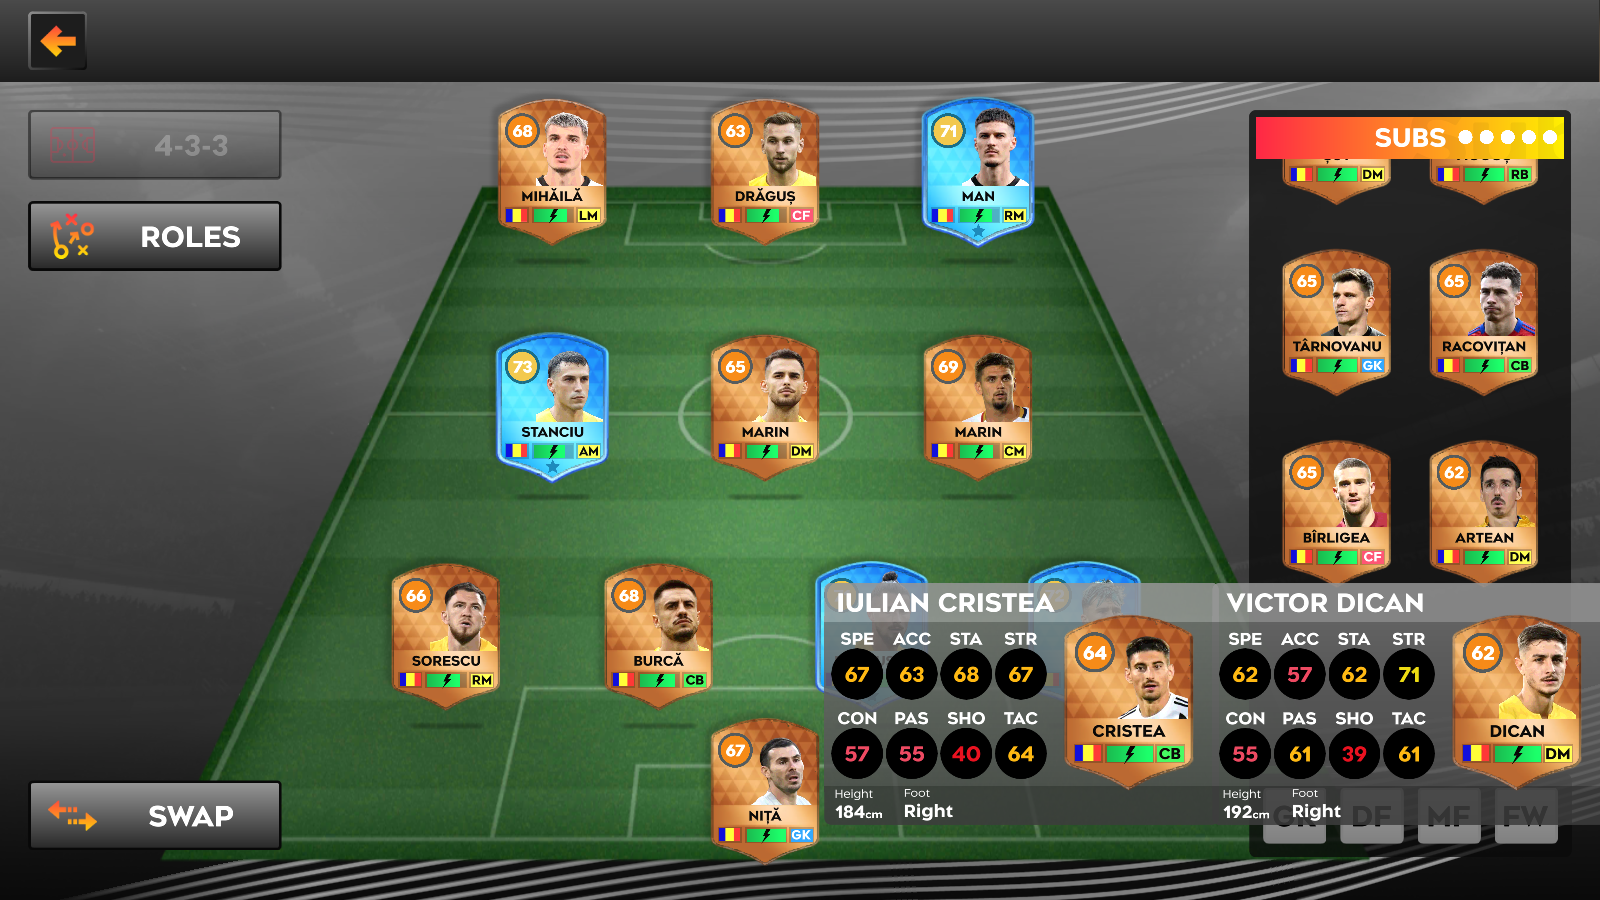 4-3-3
ROLES
SWAP
68
MIHĂILĂ
LM
63
DRĂGUȘ
CF
71
MAN
RM
73
STANCIU
AM
65
MARIN
DM
69
MARIN
CM
66
SORESCU
RM
68
BURCĂ
CB
67
NIȚĂ
GK
SUBS
DM
RB
65
TÂRNOVANU
GK
65
RACOVIȚAN
CB
65
BÎRLIGEA
CF
62
ARTEAN
DM
IULIAN CRISTEA
SPE ACC STA STR
67 63 68 67
CON PAS SHO TAC
57 55 40 64
Height Foot
184cm Right
64
CRISTEA
CB
VICTOR DICAN
SPE ACC STA STR
62 57 62 71
CON PAS SHO TAC
55 61 39 61
Height Foot
192cm Right
62
DICAN
DM
GK DF MF FW